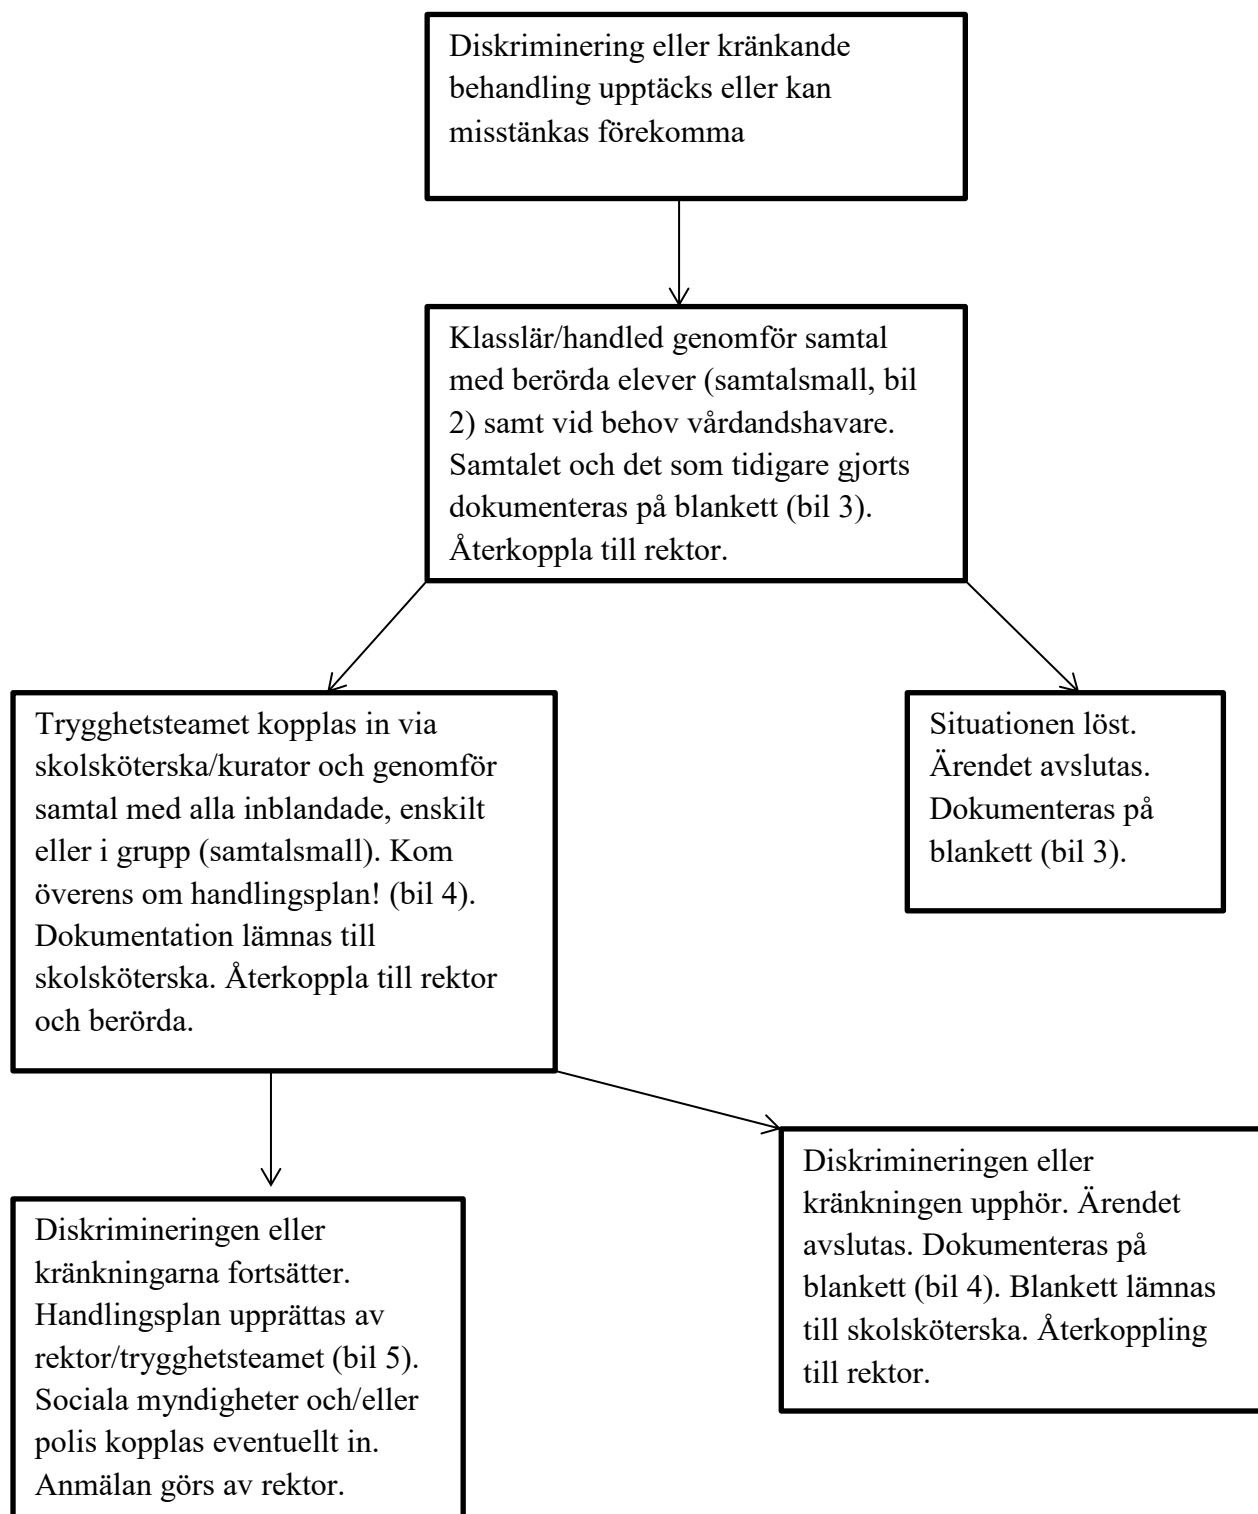 Diskriminering eller kränkande
behandling upptäcks eller kan
misstänkas förekomma
Klasslär/handled genomför samtal
med berörda elever (samtalsmall, bil
2) samt vid behov vårdandshavare.
Samtalet och det som tidigare gjorts
dokumenteras på blankett (bil 3).
Återkoppla till rektor.
Trygghetsteamet kopplas in via
skolsköterska/kurator och genomför
samtal med alla inblandade, enskilt
eller i grupp (samtalsmall). Kom
överens om handlingsplan! (bil 4).
Dokumentation lämnas till
skolsköterska. Återkoppla till rektor
och berörda.
Situationen löst.
Ärendet avslutas.
Dokumenteras på
blankett (bil 3).
Diskrimineringen eller
kränkningen upphör. Ärendet
avslutas. Dokumenteras på
blankett (bil 4). Blankett lämnas
till skolsköterska. Återkoppling
till rektor.
Diskrimineringen eller
kränkningarna fortsätter.
Handlingsplan upprättas av
rektor/trygghetsteamet (bil 5).
Sociala myndigheter och/eller
polis kopplas eventuellt in.
Anmälan görs av rektor.